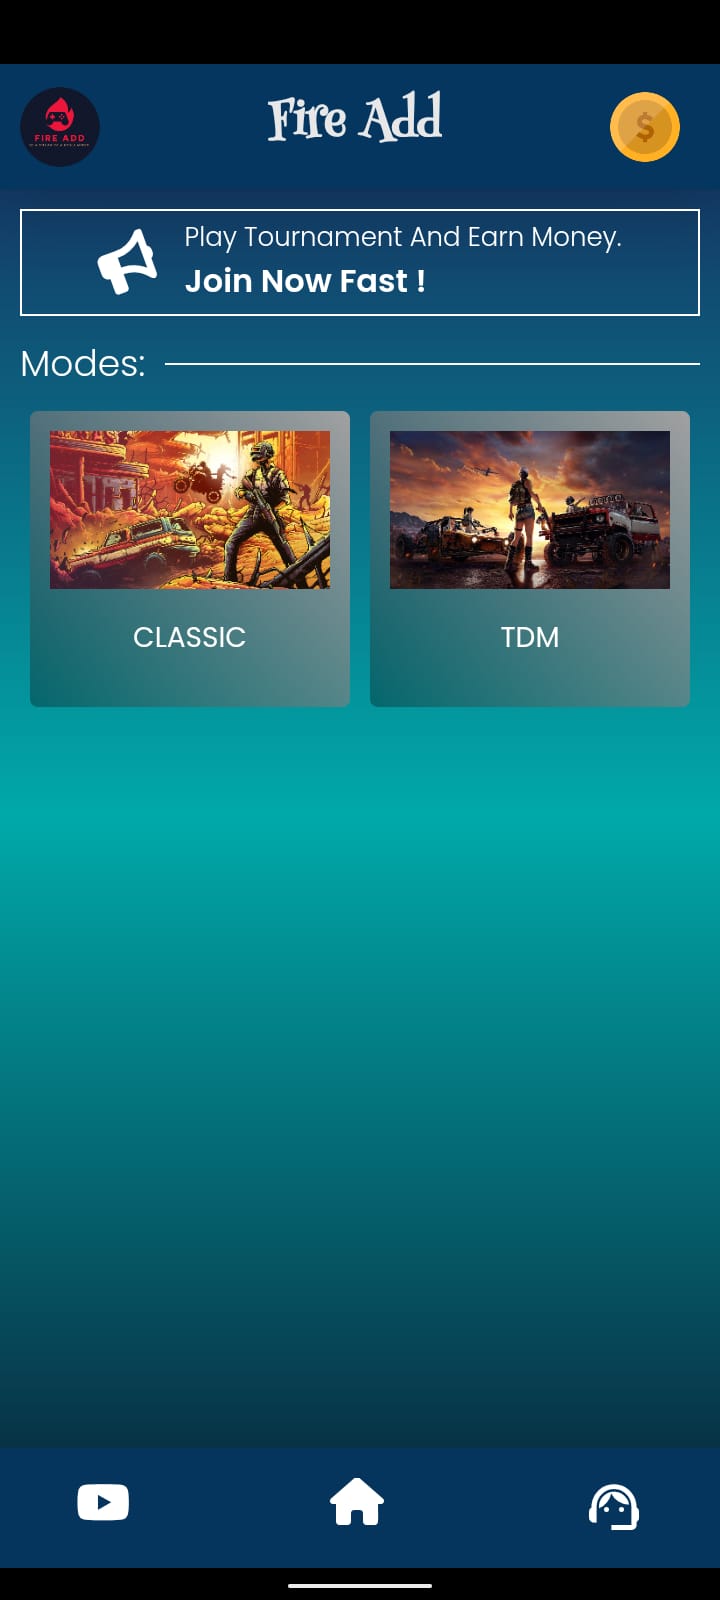 FIRE ADD
Fire Add
$
Play Tournament And Earn Money.
Join Now Fast !
Modes:
CLASSIC
TDM